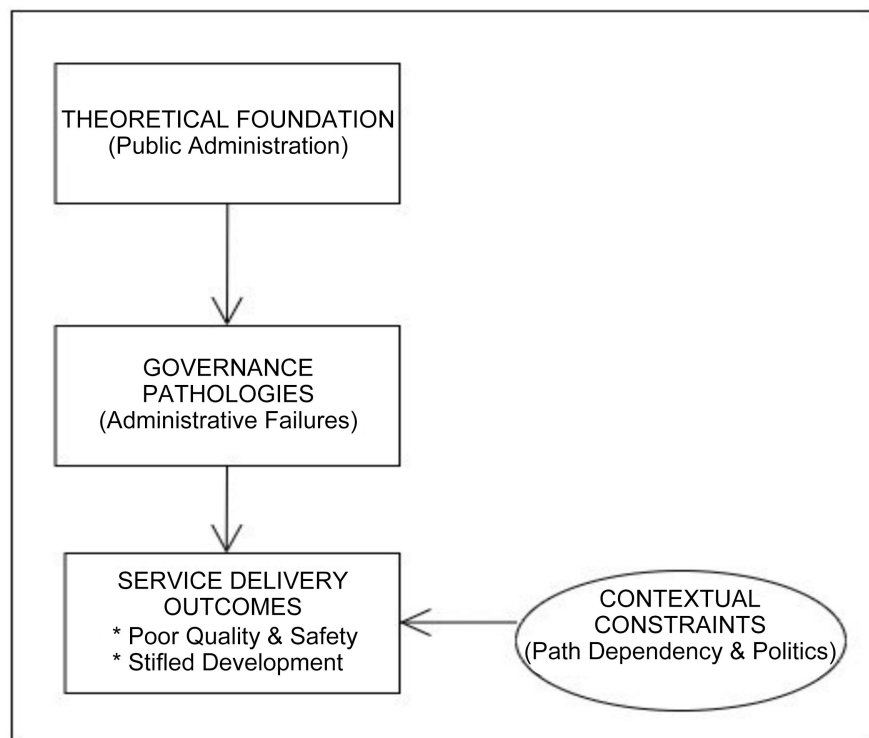 THEORETICAL FOUNDATION
(Public Administration)
GOVERNANCE
PATHOLOGIES
(Administrative Failures)
SERVICE DELIVERY
OUTCOMES
* Poor Quality & Safety
* Stifled Development
CONTEXTUAL
CONSTRAINTS
(Path Dependency & Politics)